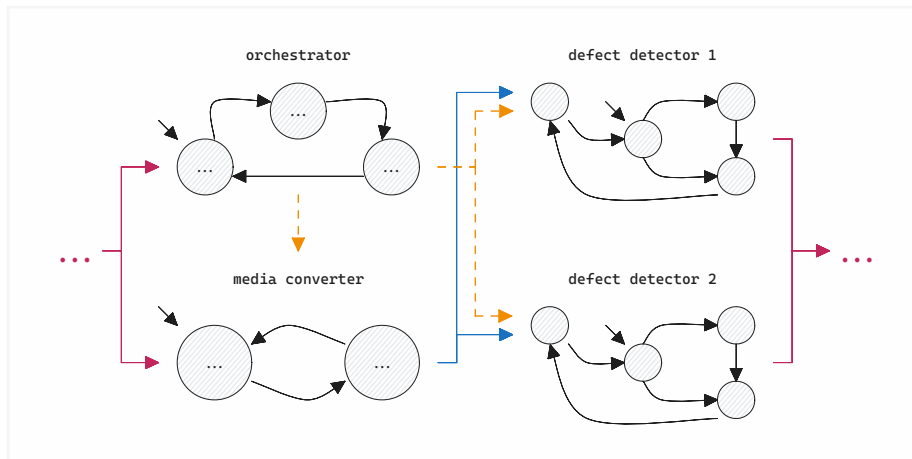 orchestrator
defect detector 1
...
... ...
... ...
media converter
defect detector 2
... ...